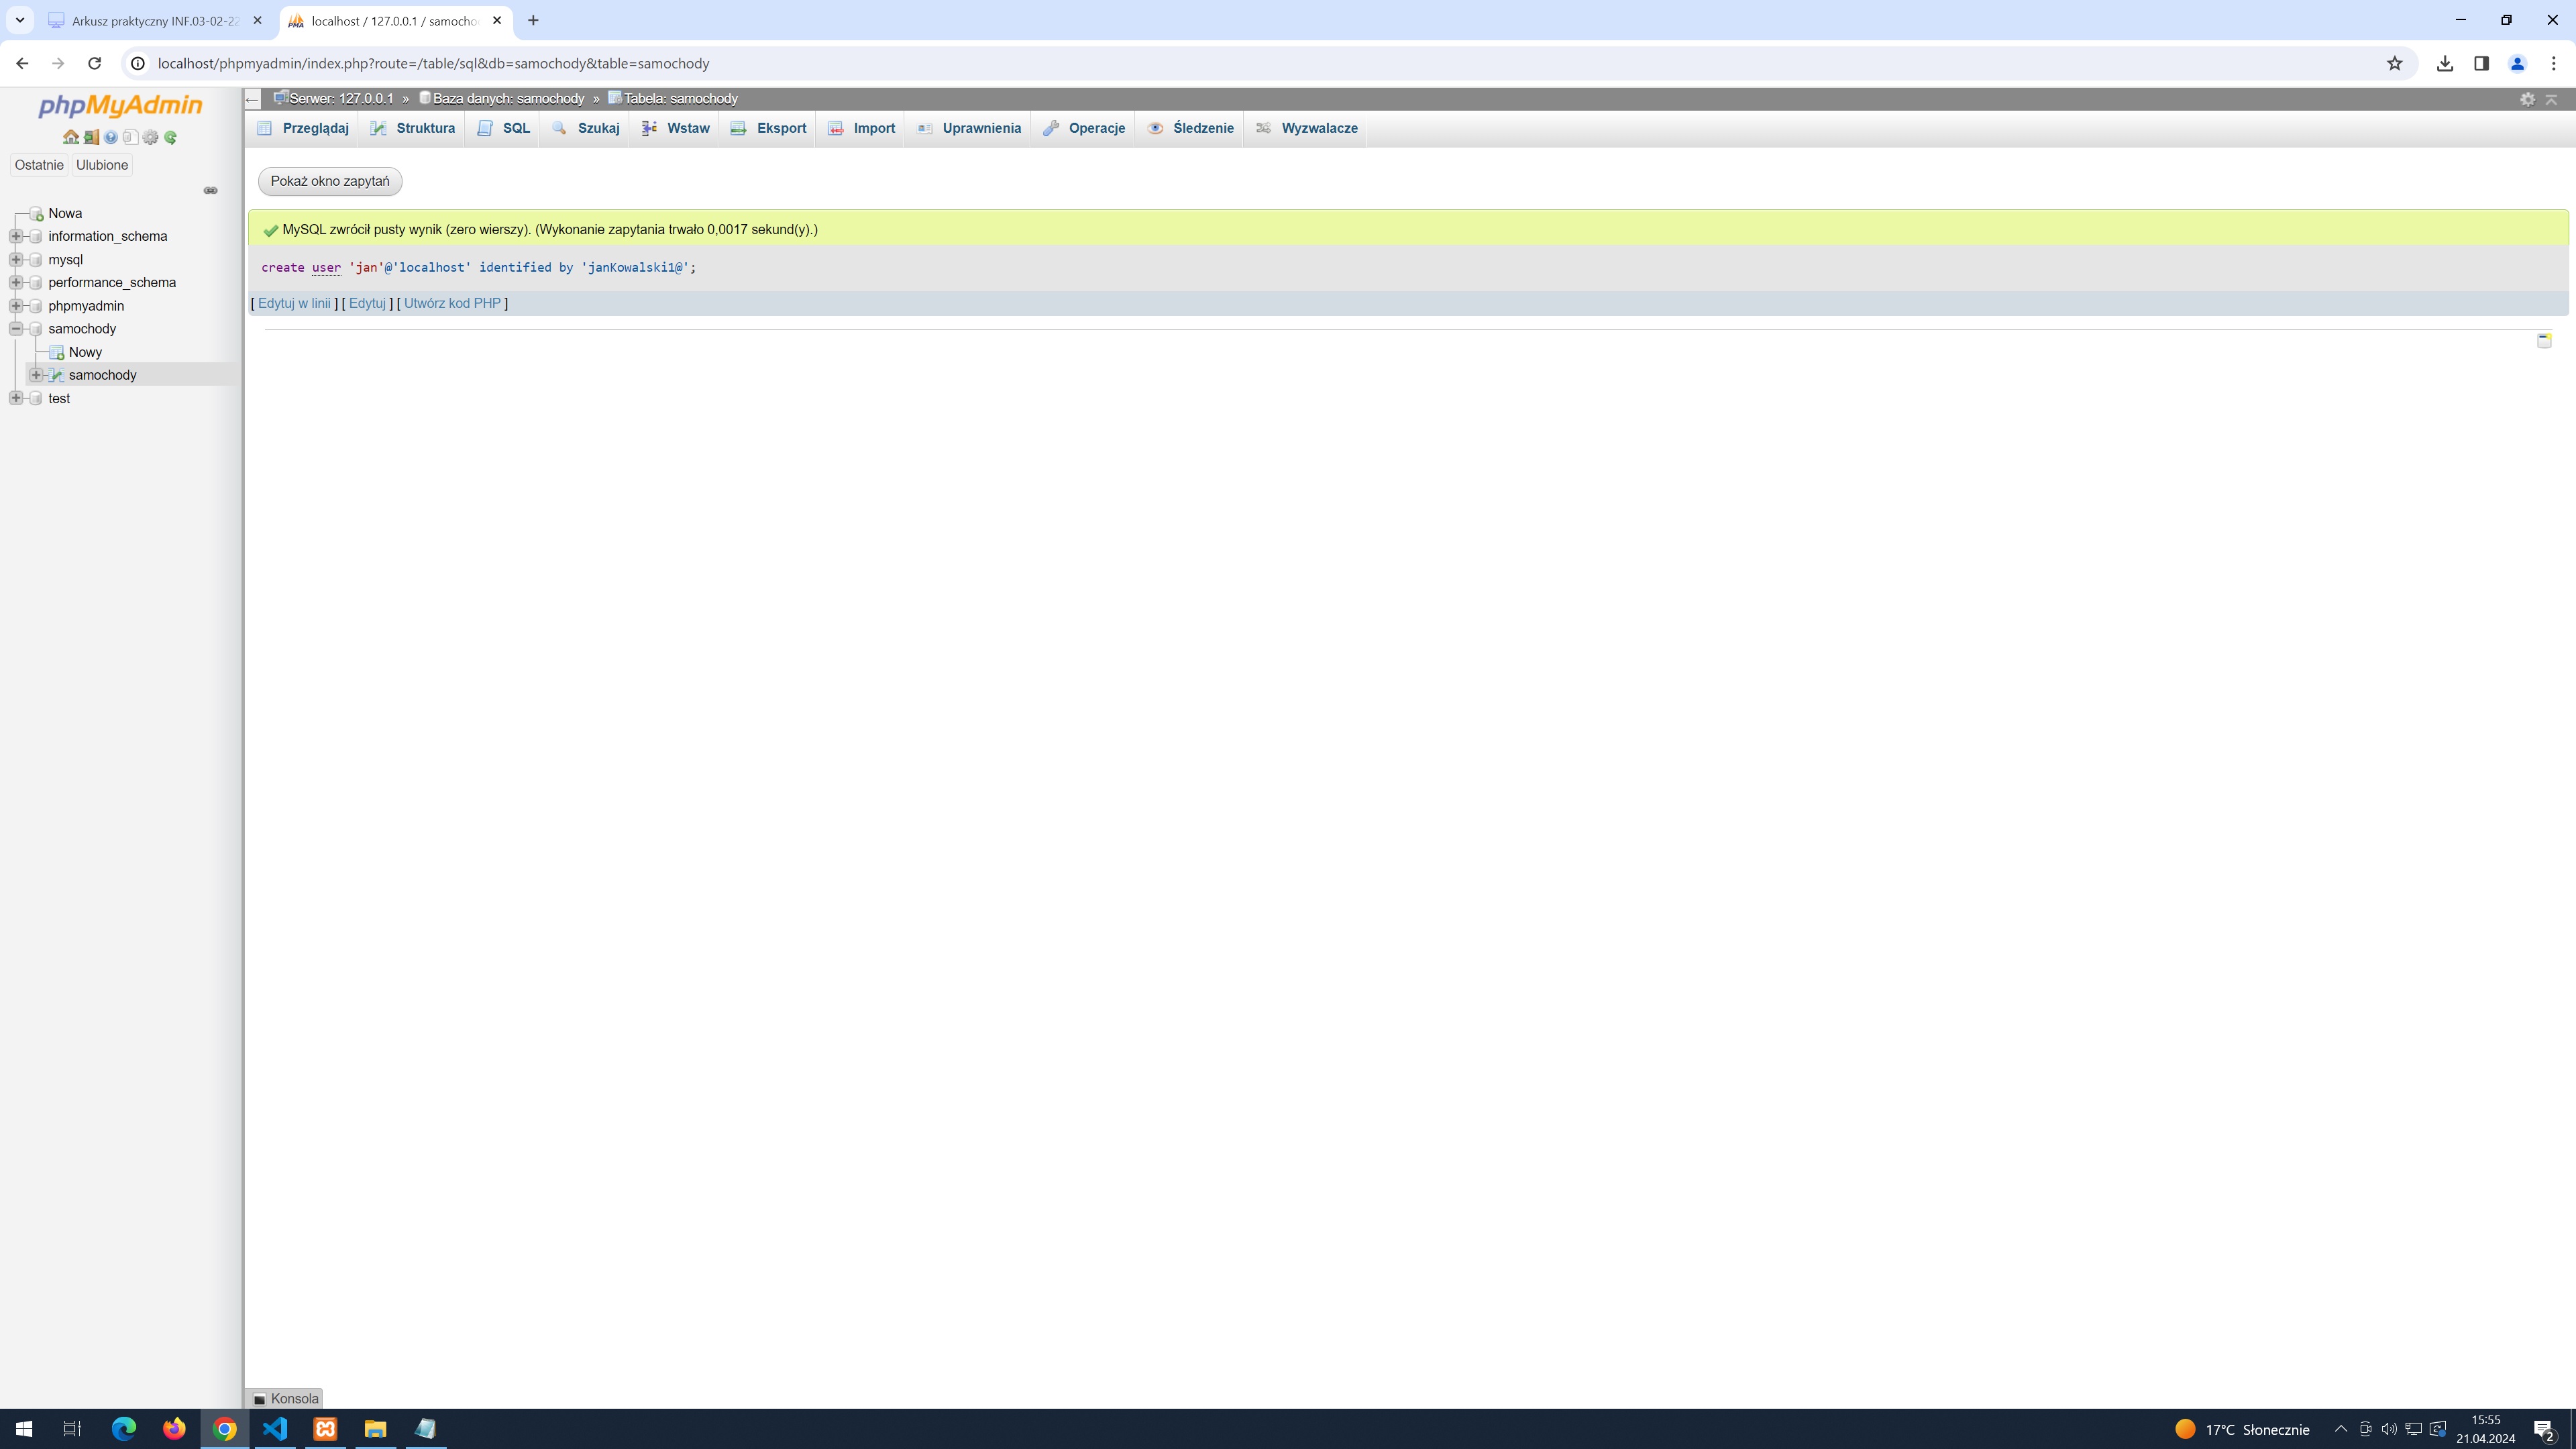 Arkusz praktyczny INF.03-02-22
localhost / 127.0.0.1 / samocho
localhost/phpmyadmin/index.php?route=/table/sql&db=samochody&table=samochody
phpMyAdmin
Ostatnie Ulubione
Nowa
information_schema
mysql
performance_schema
phpmyadmin
samochody
Nowy
samochody
test
Serwer: 127.0.0.1 » Baza danych: samochody » Tabela: samochody
Przeglądaj Struktura SQL Szukaj Wstaw Eksport Import Uprawnienia Operacje Śledzenie Wyzwalacze
Pokaż okno zapytań
MySQL zwrócił pusty wynik (zero wierszy). (Wykonanie zapytania trwało 0,0017 sekund(y).)
create user 'jan'@'localhost' identified by 'janKowalski1@';
[ Edytuj w linii ] [ Edytuj ] [ Utwórz kod PHP ]
Konsola
17°C Słonecznie
15:55
21.04.2024
2